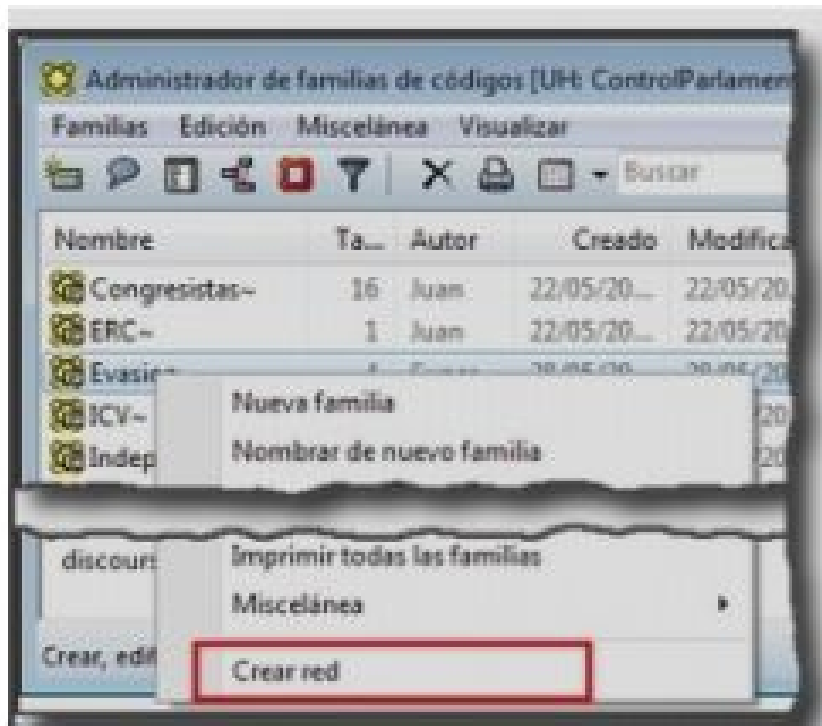 Administrador de familias de códigos [UH: ControlParlamen
Familias Edición Miscelánea Visualizar
Buscar
Nombre Ta... Autor Creado Modifica
Congresistas~ 16 Juan 22/05/20... 22/05/20
ERC~ 1 Juan 22/05/20... 22/05/20
Evasion
ICV~
Indep
Nueva familia
Nombrar de nuevo familia
discours
Imprimir todas las familias
Miscelánea
Crear, edit
Crear red